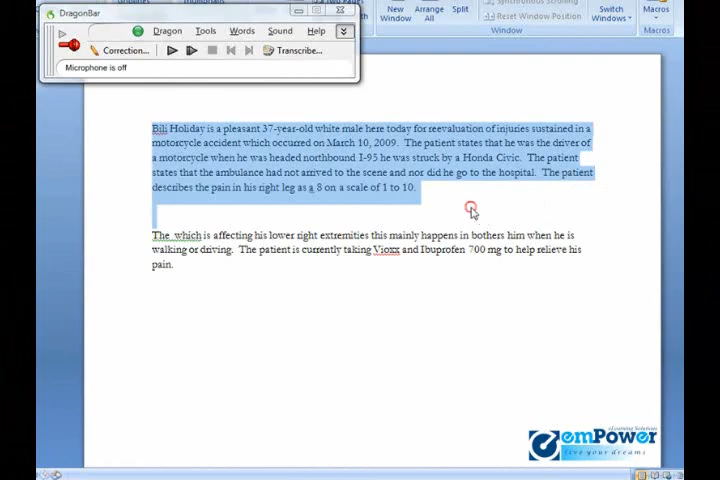 DragonBar
Dragon Tools Words Sound Help
Correction... Transcribe...
Microphone is off
New Window
Arrange All
Split
Synchronous Scrolling
Reset Window Position
Switch Windows
Macros
Window
Macros
Bili Holiday is a pleasant 37-year-old white male here today for reevaluation of injuries sustained in a
motorcycle accident which occurred on March 10, 2009. The patient states that he was the driver of
a motorcycle when he was headed northbound I-95 he was struck by a Honda Civic. The patient
states that the ambulance had not arrived to the scene and nor did he go to the hospital. The patient
describes the pain in his right leg as a 8 on a scale of 1 to 10.
The which is affecting his lower right extremities this mainly happens in bothers him when he is
walking or driving. The patient is currently taking Vioxx and Ibuprofen 700 mg to help relieve his
pain.
eLearning Solutions
emPower
live your dreams